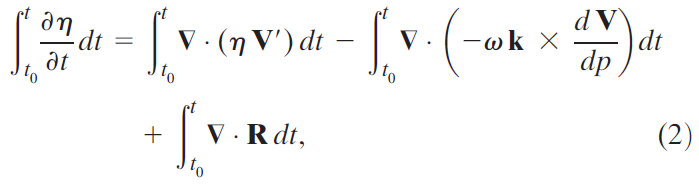 ∫_{t_0}^{t} ∂η/∂t dt = ∫_{t_0}^{t} ∇ · (η V′) dt − ∫_{t_0}^{t} ∇ · (−ω k × dV/dp) dt
+ ∫_{t_0}^{t} ∇ · R dt, (2)